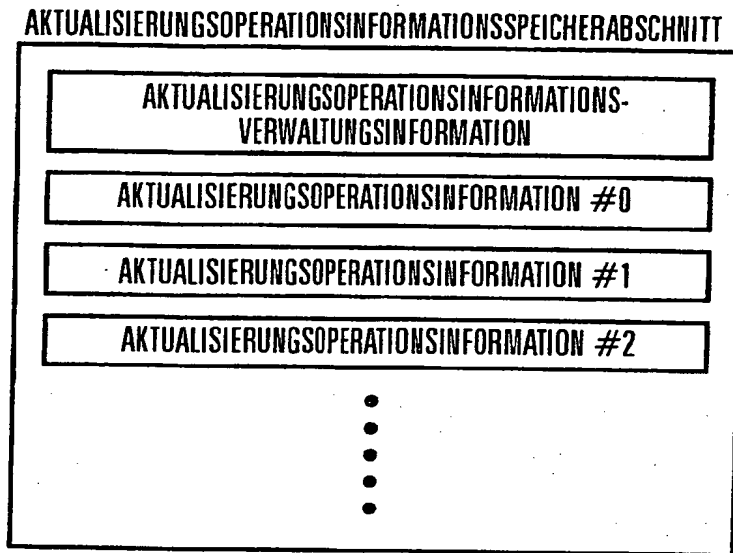 AKTUALISIERUNGSOPERATIONSINFORMATIONSSPEICHERABSCHNITT
AKTUALISIERUNGSOPERATIONSINFORMATIONS-
VERWALTUNGSINFORMATION
AKTUALISIERUNGSOPERATIONSINFORMATION #0
AKTUALISIERUNGSOPERATIONSINFORMATION #1
AKTUALISIERUNGSOPERATIONSINFORMATION #2